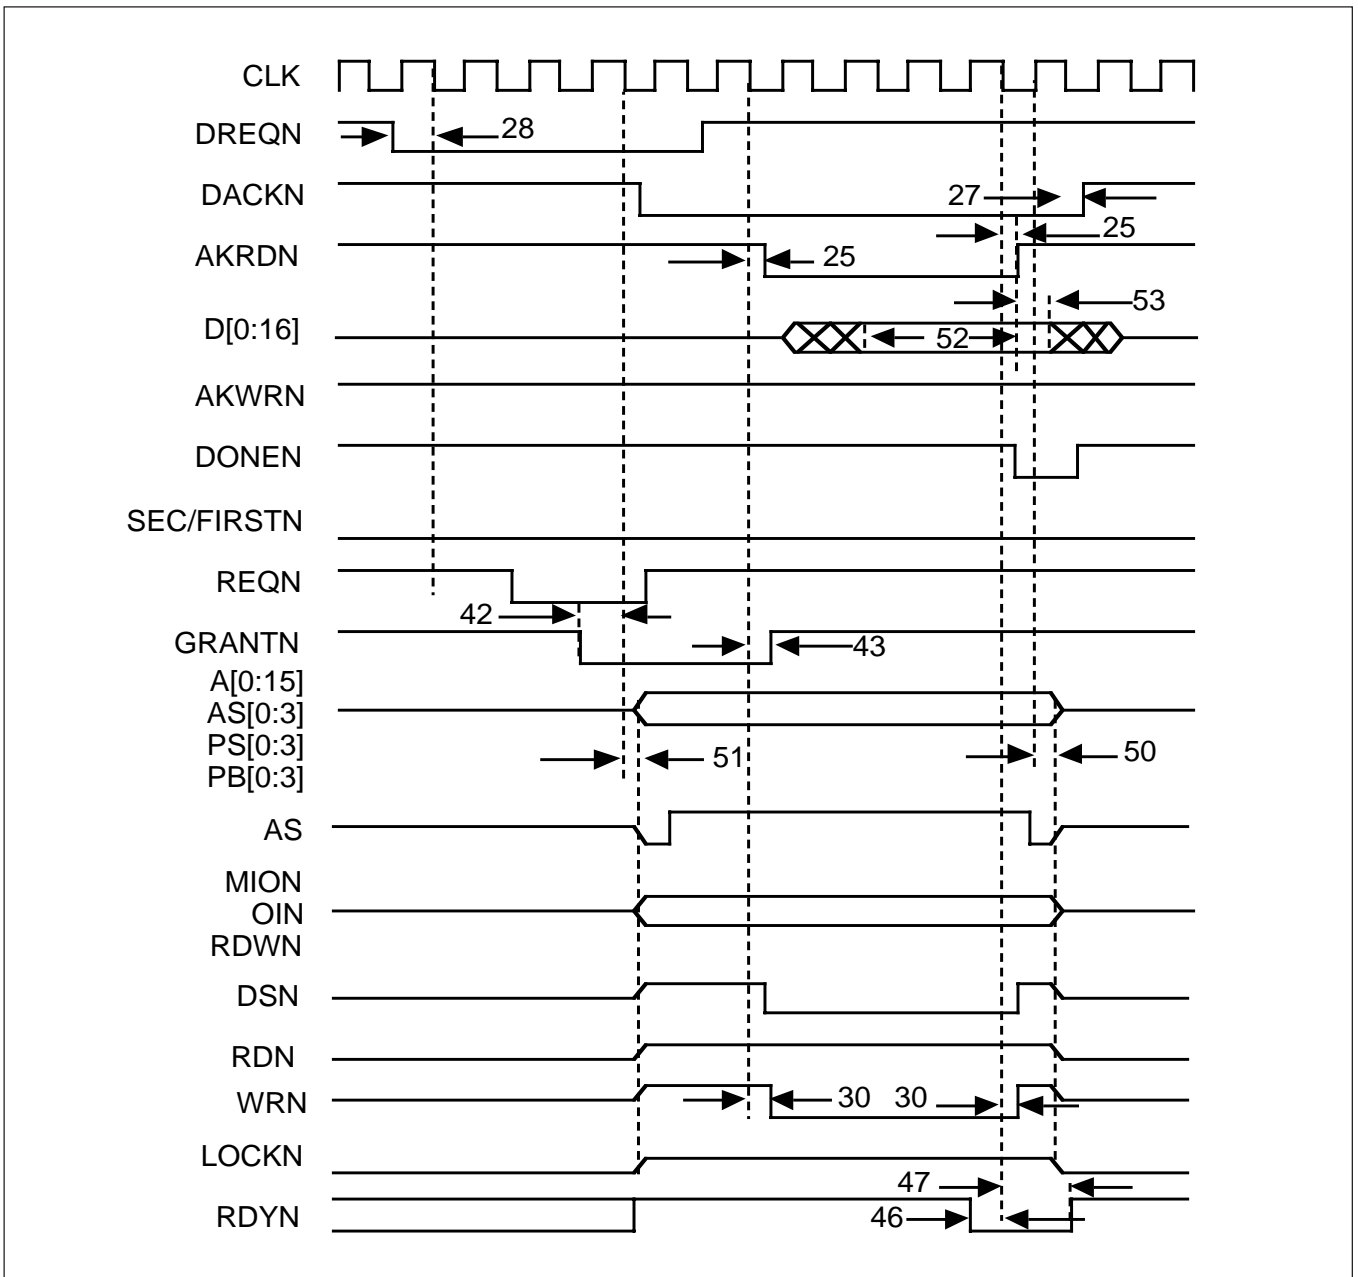 CLK
DREQN 28
DACKN 27
25
AKRDN 25
53
D[0:16] 52
AKWRN
DONEN
SEC/FIRSTN
REQN
42
GRANTN 43
A[0:15]
AS[0:3]
PS[0:3] 51 50
PB[0:3]
AS
MION
OIN
RDWN
DSN
RDN
WRN 30 30
LOCKN
47
RDYN 46